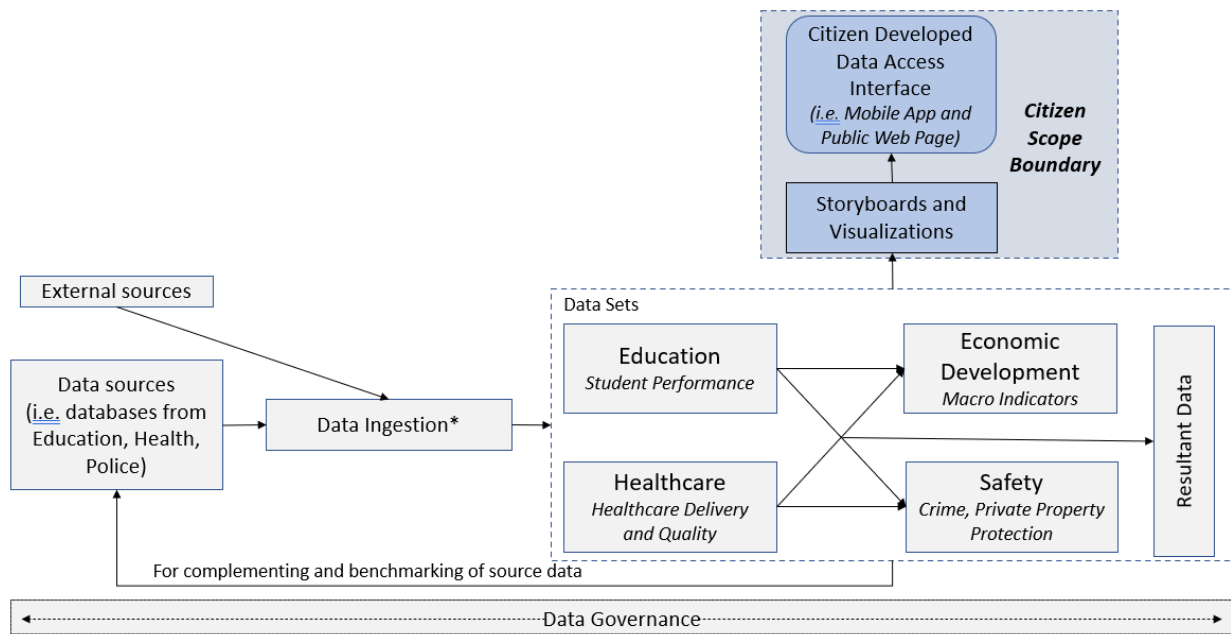 Citizen Developed
Data Access
Interface
(i.e. Mobile App and
Public Web Page)
Citizen
Scope
Boundary
Storyboards and
Visualizations
External sources
Data sources
(i.e. databases from
Education, Health,
Police)
Data Ingestion*
Data Sets
Education
Student Performance
Economic
Development
Macro Indicators
Healthcare
Healthcare Delivery
and Quality
Safety
Crime, Private Property
Protection
Resultant Data
For complementing and benchmarking of source data
Data Governance